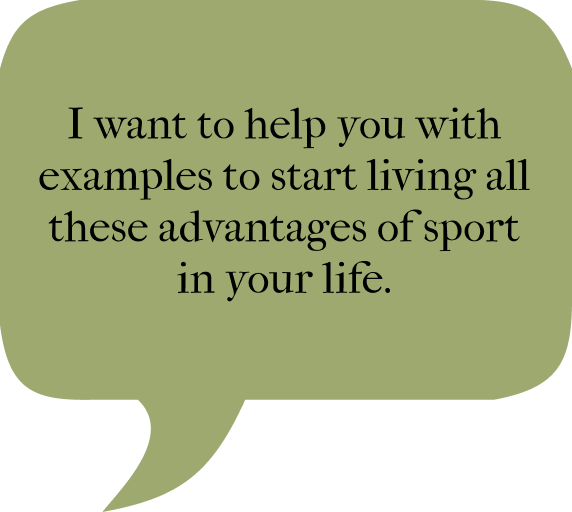 I want to help you with
examples to start living all
these advantages of sport
in your life.